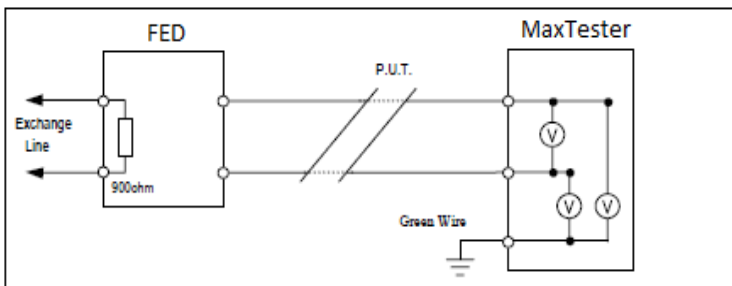 FED
MaxTester
P.U.T.
Exchange
Line
900ohm
V
V
V
Green Wire